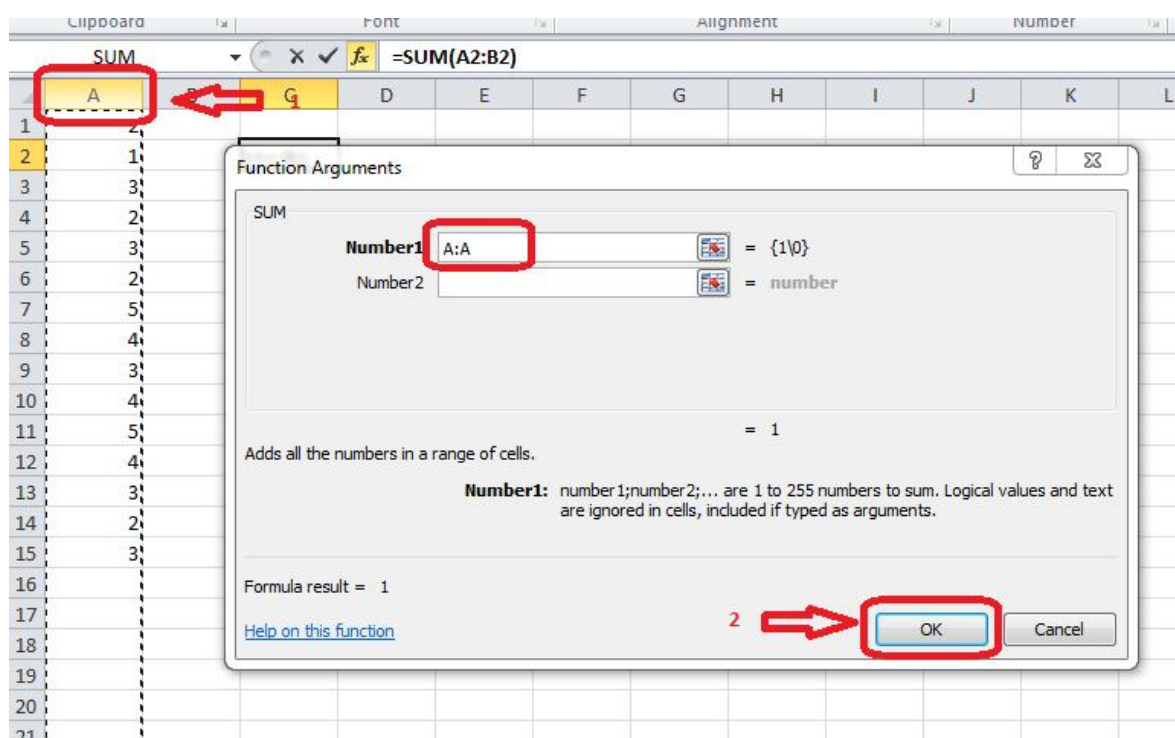 Clipboard Font Alignment Number
SUM fx =SUM(A2:B2)
A B C D E F G H I J K L
1 1 2
2 1
3 3
4 2
5 3
6 2
7 5
8 4
9 3
10 4
11 5
12 4
13 3
14 2
15 3
16
17
18
19
20
21
Function Arguments ?
SUM
Number1 A:A = {1\0}
Number2 = number
= 1
Adds all the numbers in a range of cells.
Number1: number1;number2;... are 1 to 255 numbers to sum. Logical values and text
are ignored in cells, included if typed as arguments.
Formula result = 1
Help on this function
2 OK Cancel